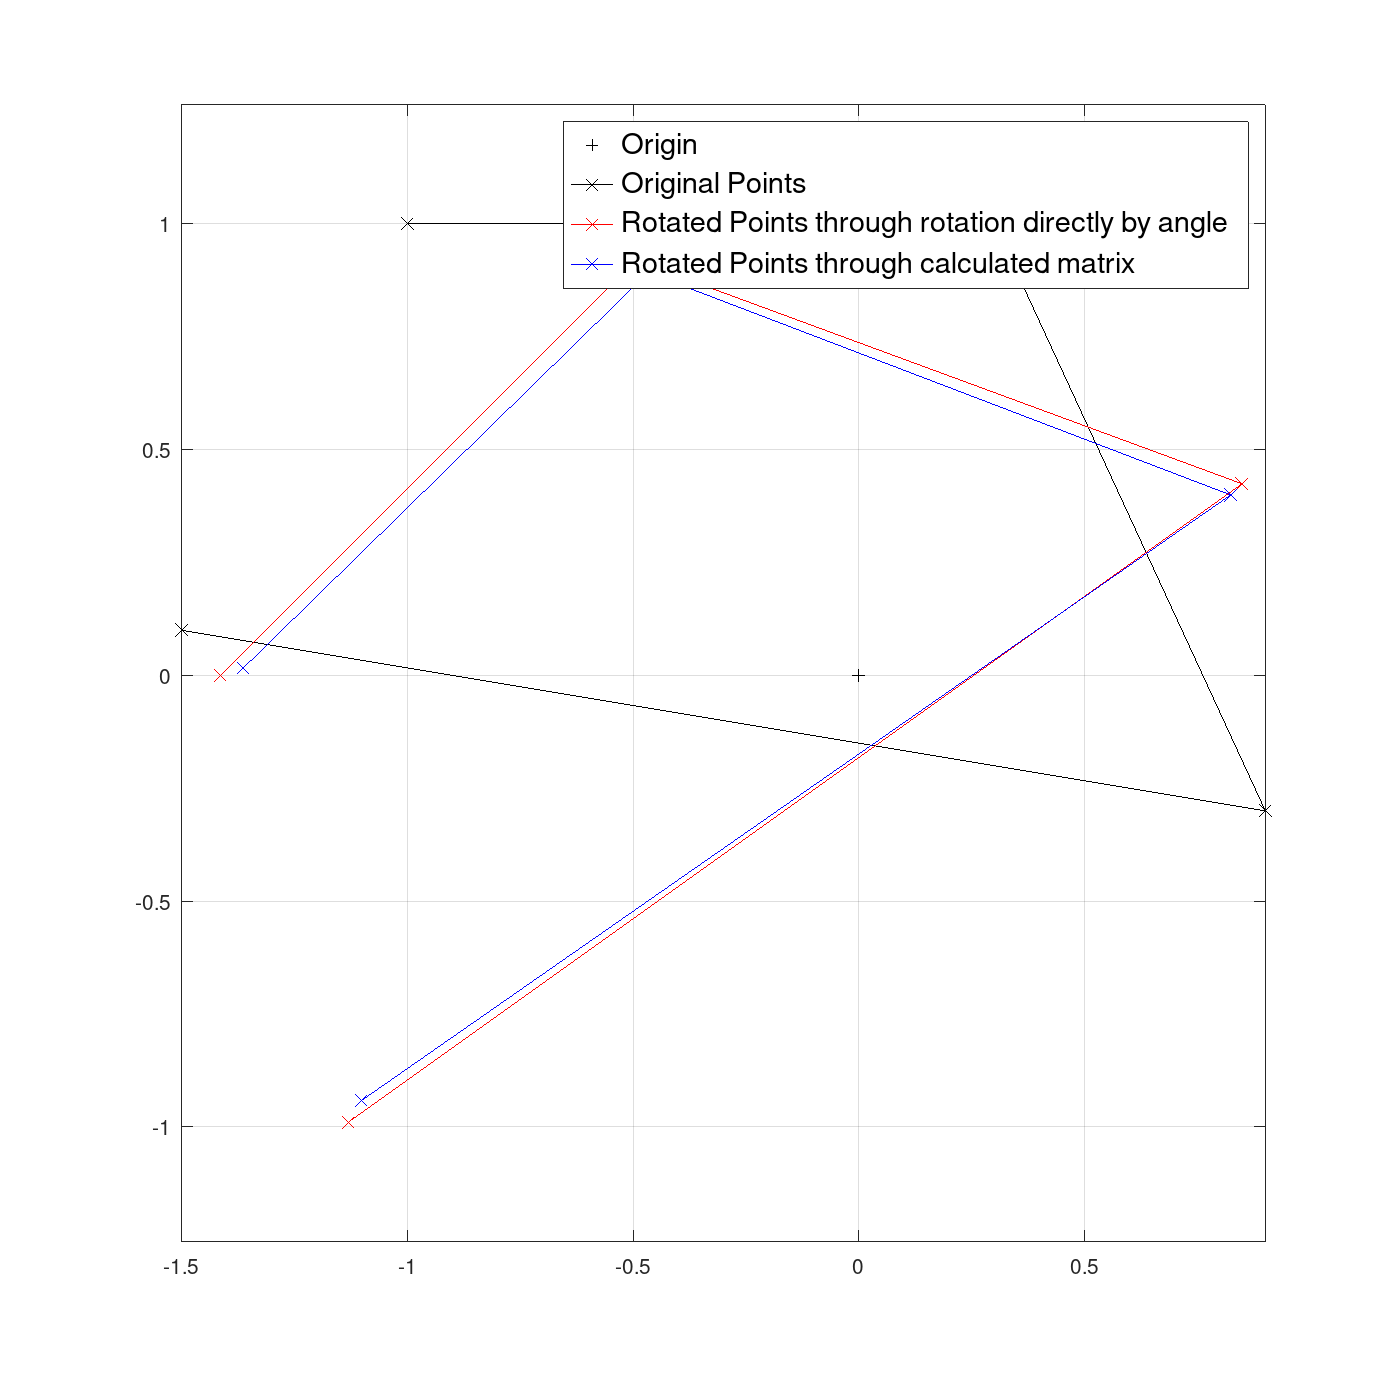 Origin
Original Points
Rotated Points through rotation directly by angle
Rotated Points through calculated matrix
1
0.5
0
-0.5
-1
-1.5 -1 -0.5 0 0.5